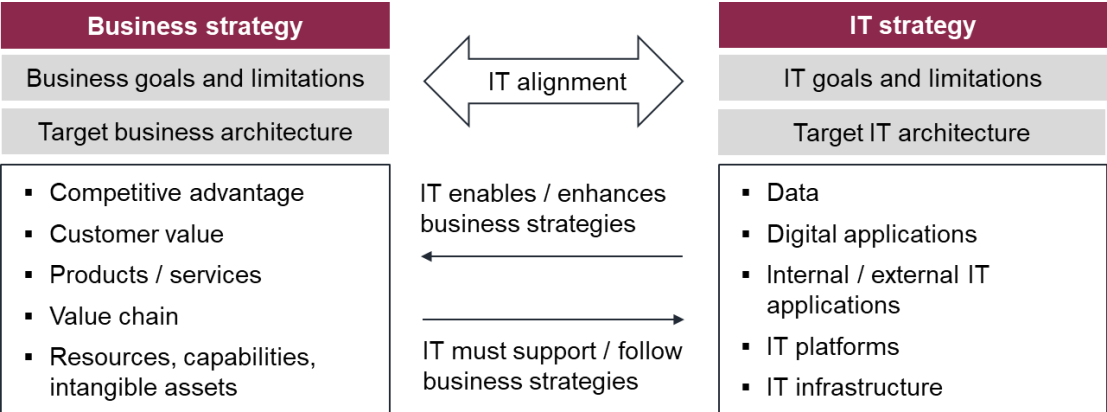 Business strategy
Business goals and limitations
Target business architecture
▪ Competitive advantage
▪ Customer value
▪ Products / services
▪ Value chain
▪ Resources, capabilities,
intangible assets
IT alignment
IT enables / enhances
business strategies
IT must support / follow
business strategies
IT strategy
IT goals and limitations
Target IT architecture
▪ Data
▪ Digital applications
▪ Internal / external IT
applications
▪ IT platforms
▪ IT infrastructure